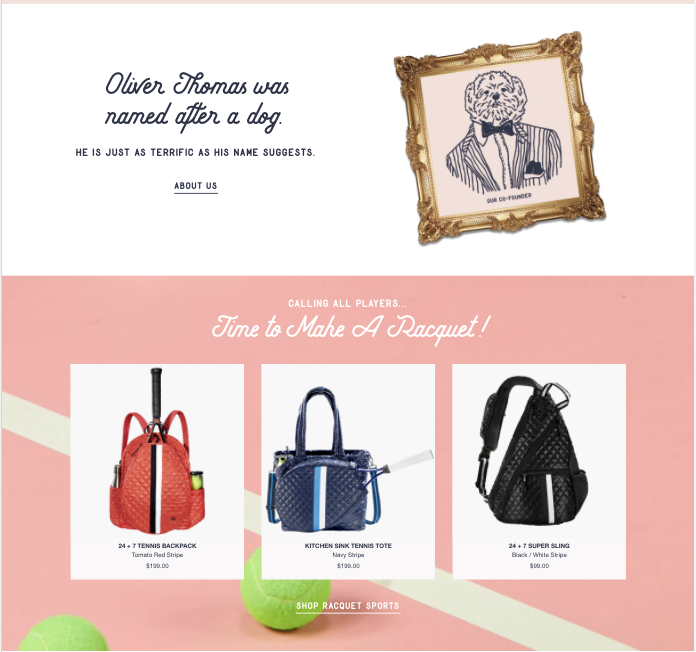 Oliver Thomas was
named after a dog.
HE IS JUST AS TERRIFIC AS HIS NAME SUGGESTS.
ABOUT US
OUR CO-FOUNDER
CALLING ALL PLAYERS...
Time to Make A Racquet!
24 + 7 TENNIS BACKPACK
Tomato Red Stripe
$199.00
KITCHEN SINK TENNIS TOTE
Navy Stripe
$199.00
24 + 7 SUPER SLING
Black / White Stripe
$99.00
SHOP RACQUET SPORTS